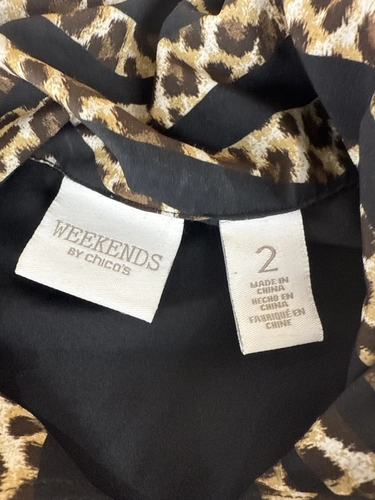 WEEKENDS
BY chico's
2
MADE IN
CHINA
HECHO EN
CHINA
FABRIQUÉ EN
CHINE